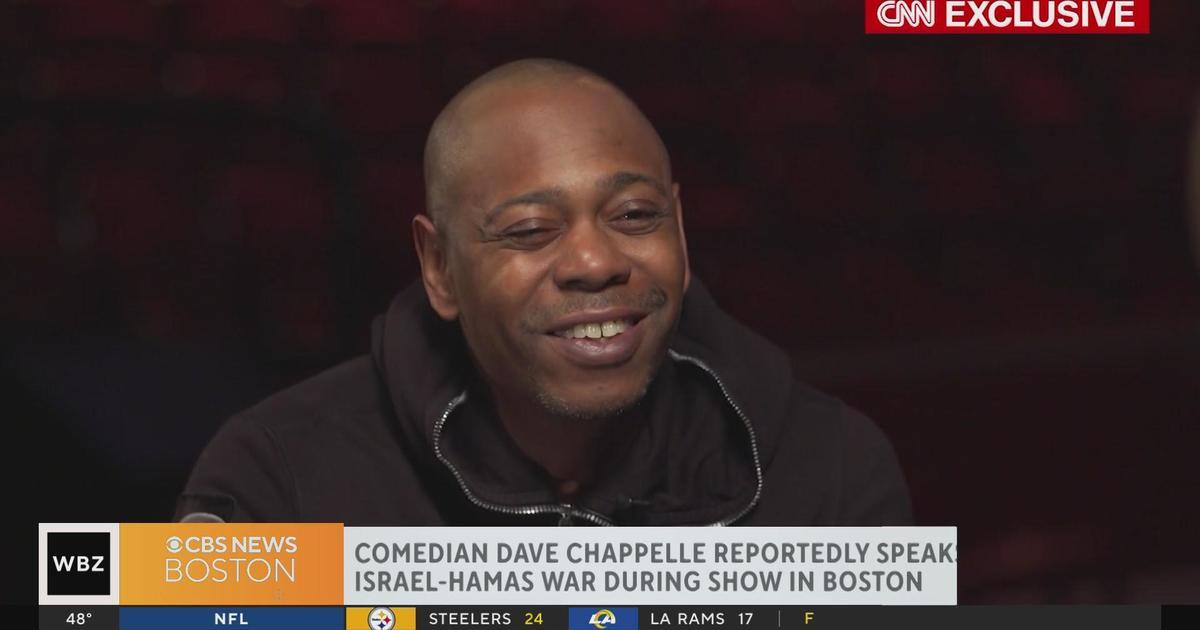 CNN EXCLUSIVE
WBZ
CBS NEWS
BOSTON
COMEDIAN DAVE CHAPPELLE REPORTEDLY SPEAKS
ISRAEL-HAMAS WAR DURING SHOW IN BOSTON
48° NFL STEELERS 24 LA RAMS 17 F